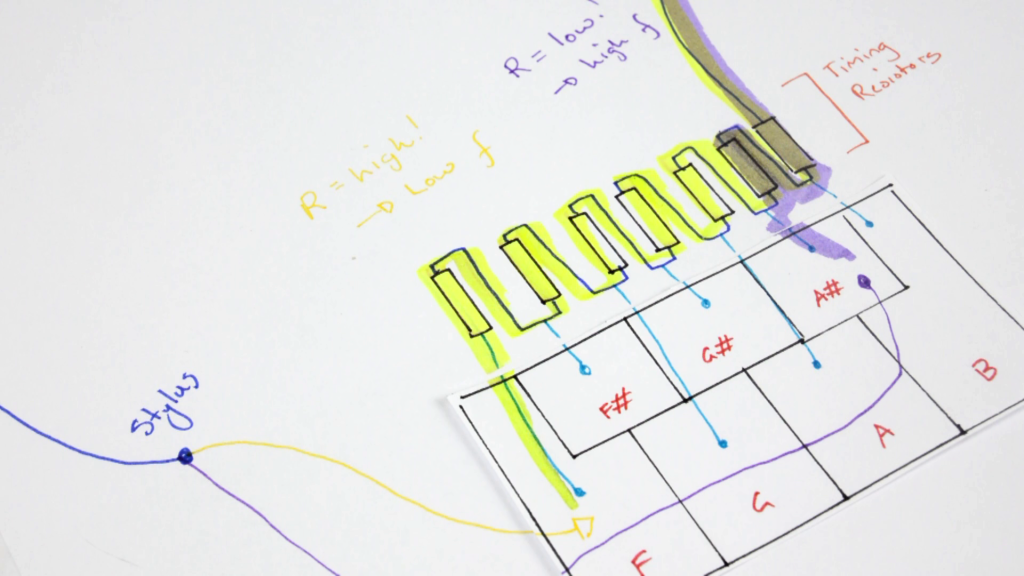 R = low!
→ high f
Timing
Resistors
R = high!
→ Low f
Stylus
A#
G#
F#
B
A
G
F